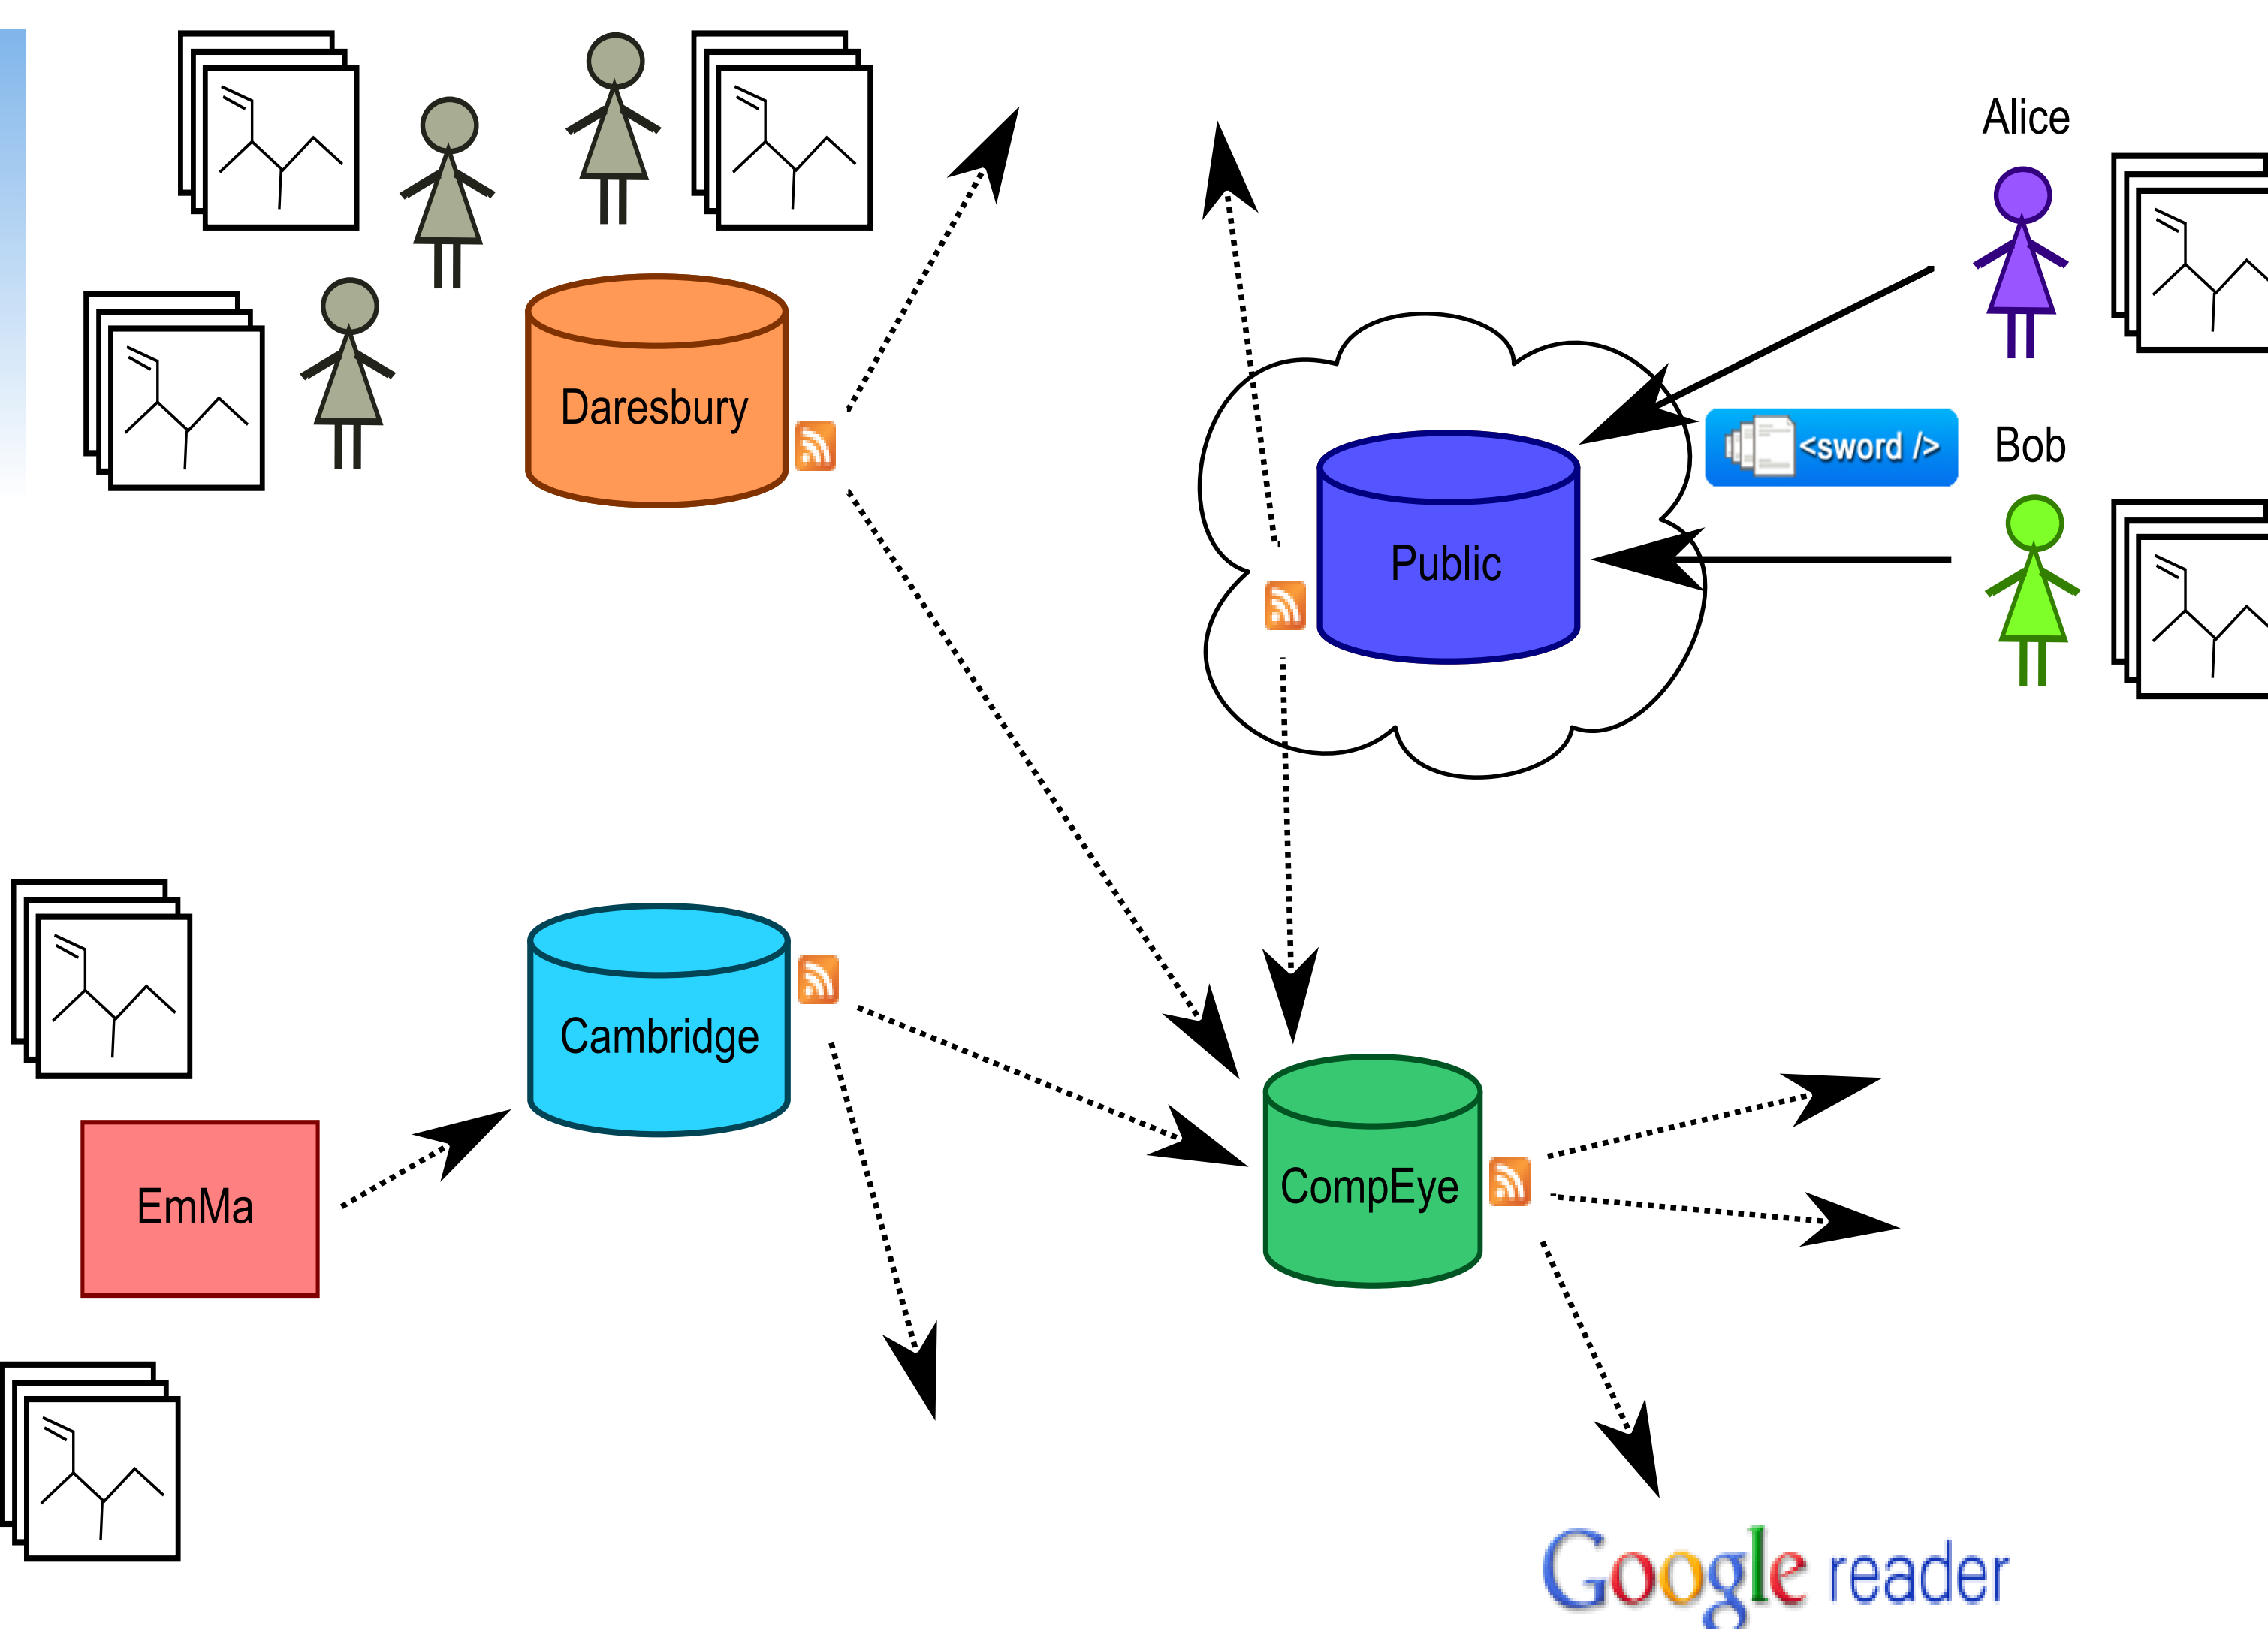 Alice
Daresbury
<sword />
Bob
Public
Cambridge
CompEye
EmMa
Google reader